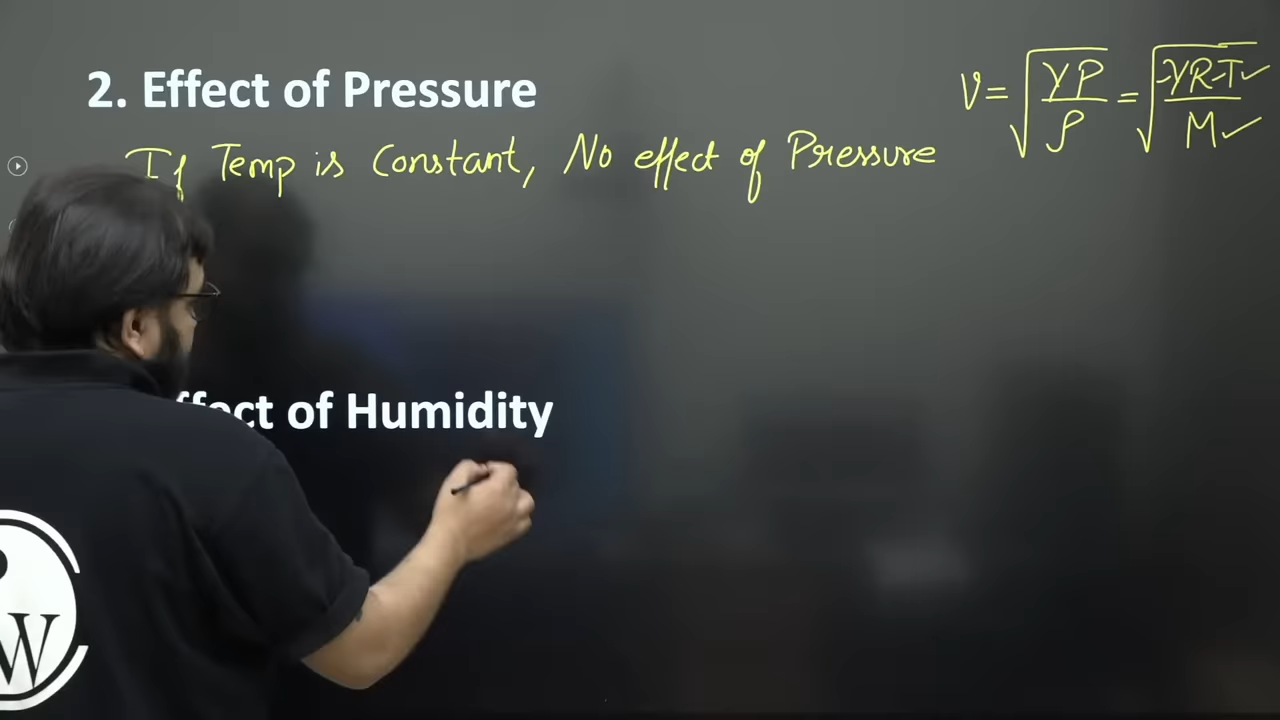 2. Effect of Pressure
V = √(γP/ρ) = √(γRT/M)
If Temp is Constant, No effect of Pressure
ffect of Humidity
W